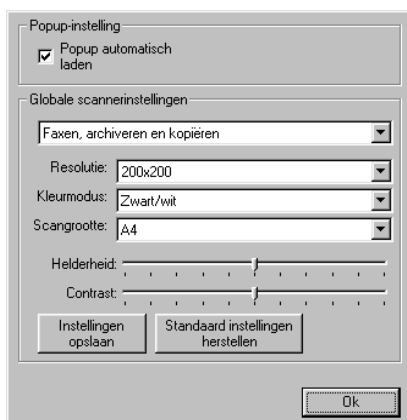 Popup-instelling
Popup automatisch
laden
Globale scannerinstellingen
Faxen, archiveren en kopiëren
Resolutie: 200x200
Kleurmodus: Zwart/wit
Scangrootte: A4
Helderheid:
Contrast:
Instellingen
opslaan
Standaard instellingen
herstellen
Ok